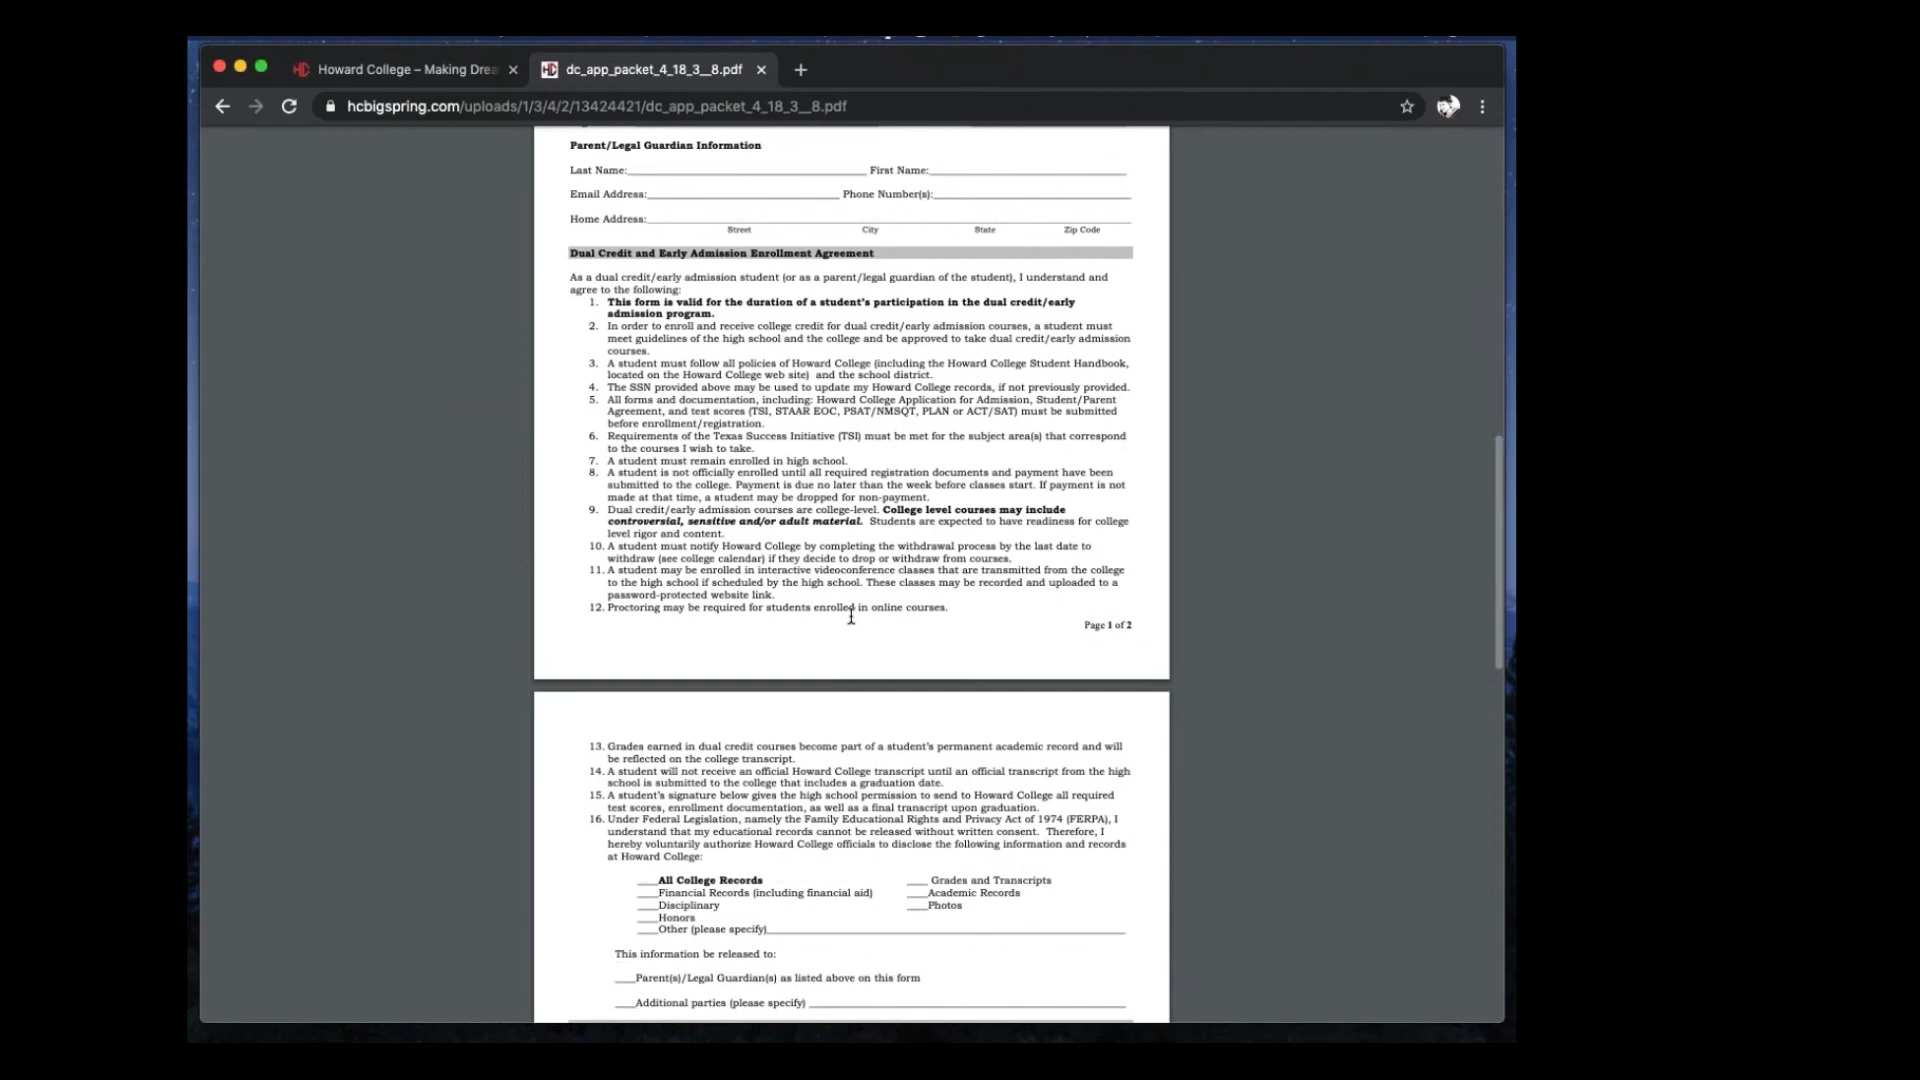 Howard College – Making Drea
dc_app_packet_4_18_3__8.pdf
hcbigspring.com/uploads/1/3/4/2/13424421/dc_app_packet_4_18_3__8.pdf
Parent/Legal Guardian Information
Last Name: First Name:
Email Address: Phone Number(s):
Home Address:
Street City State Zip Code
Dual Credit and Early Admission Enrollment Agreement
As a dual credit/early admission student (or as a parent/legal guardian of the student), I understand and
agree to the following:
1. This form is valid for the duration of a student's participation in the dual credit/early
admission program.
2. In order to enroll and receive college credit for dual credit/early admission courses, a student must
meet guidelines of the high school and the college and be approved to take dual credit/early admission
courses.
3. A student must follow all policies of Howard College (including the Howard College Student Handbook,
located on the Howard College web site) and the school district.
4. The SSN provided above may be used to update my Howard College records, if not previously provided.
5. All forms and documentation, including: Howard College Application for Admission, Student/Parent
Agreement, and test scores (TSI, STAAR EOC, PSAT/NMSQT, PLAN or ACT/SAT) must be submitted
before enrollment/registration.
6. Requirements of the Texas Success Initiative (TSI) must be met for the subject area(s) that correspond
to the courses I wish to take.
7. A student must remain enrolled in high school.
8. A student is not officially enrolled until all required registration documents and payment have been
submitted to the college. Payment is due no later than the week before classes start. If payment is not
made at that time, a student may be dropped for non-payment.
9. Dual credit/early admission courses are college-level. College level courses may include
controversial, sensitive and/or adult material. Students are expected to have readiness for college
level rigor and content.
10. A student must notify Howard College by completing the withdrawal process by the last date to
withdraw (see college calendar) if they decide to drop or withdraw from courses.
11. A student may be enrolled in interactive videoconference classes that are transmitted from the college
to the high school if scheduled by the high school. These classes may be recorded and uploaded to a
password-protected website link.
12. Proctoring may be required for students enrolled in online courses.
Page 1 of 2
13. Grades earned in dual credit courses become part of a student's permanent academic record and will
be reflected on the college transcript.
14. A student will not receive an official Howard College transcript until an official transcript from the high
school is submitted to the college that includes a graduation date.
15. A student's signature below gives the high school permission to send to Howard College all required
test scores, enrollment documentation, as well as a final transcript upon graduation.
16. Under Federal Legislation, namely the Family Educational Rights and Privacy Act of 1974 (FERPA), I
understand that my educational records cannot be released without written consent. Therefore, I
hereby voluntarily authorize Howard College officials to disclose the following information and records
at Howard College:
____All College Records ____ Grades and Transcripts
____Financial Records (including financial aid) ____Academic Records
____Disciplinary ____Photos
____Honors
____Other (please specify)
This information be released to:
____Parent(s)/Legal Guardian(s) as listed above on this form
____Additional parties (please specify)